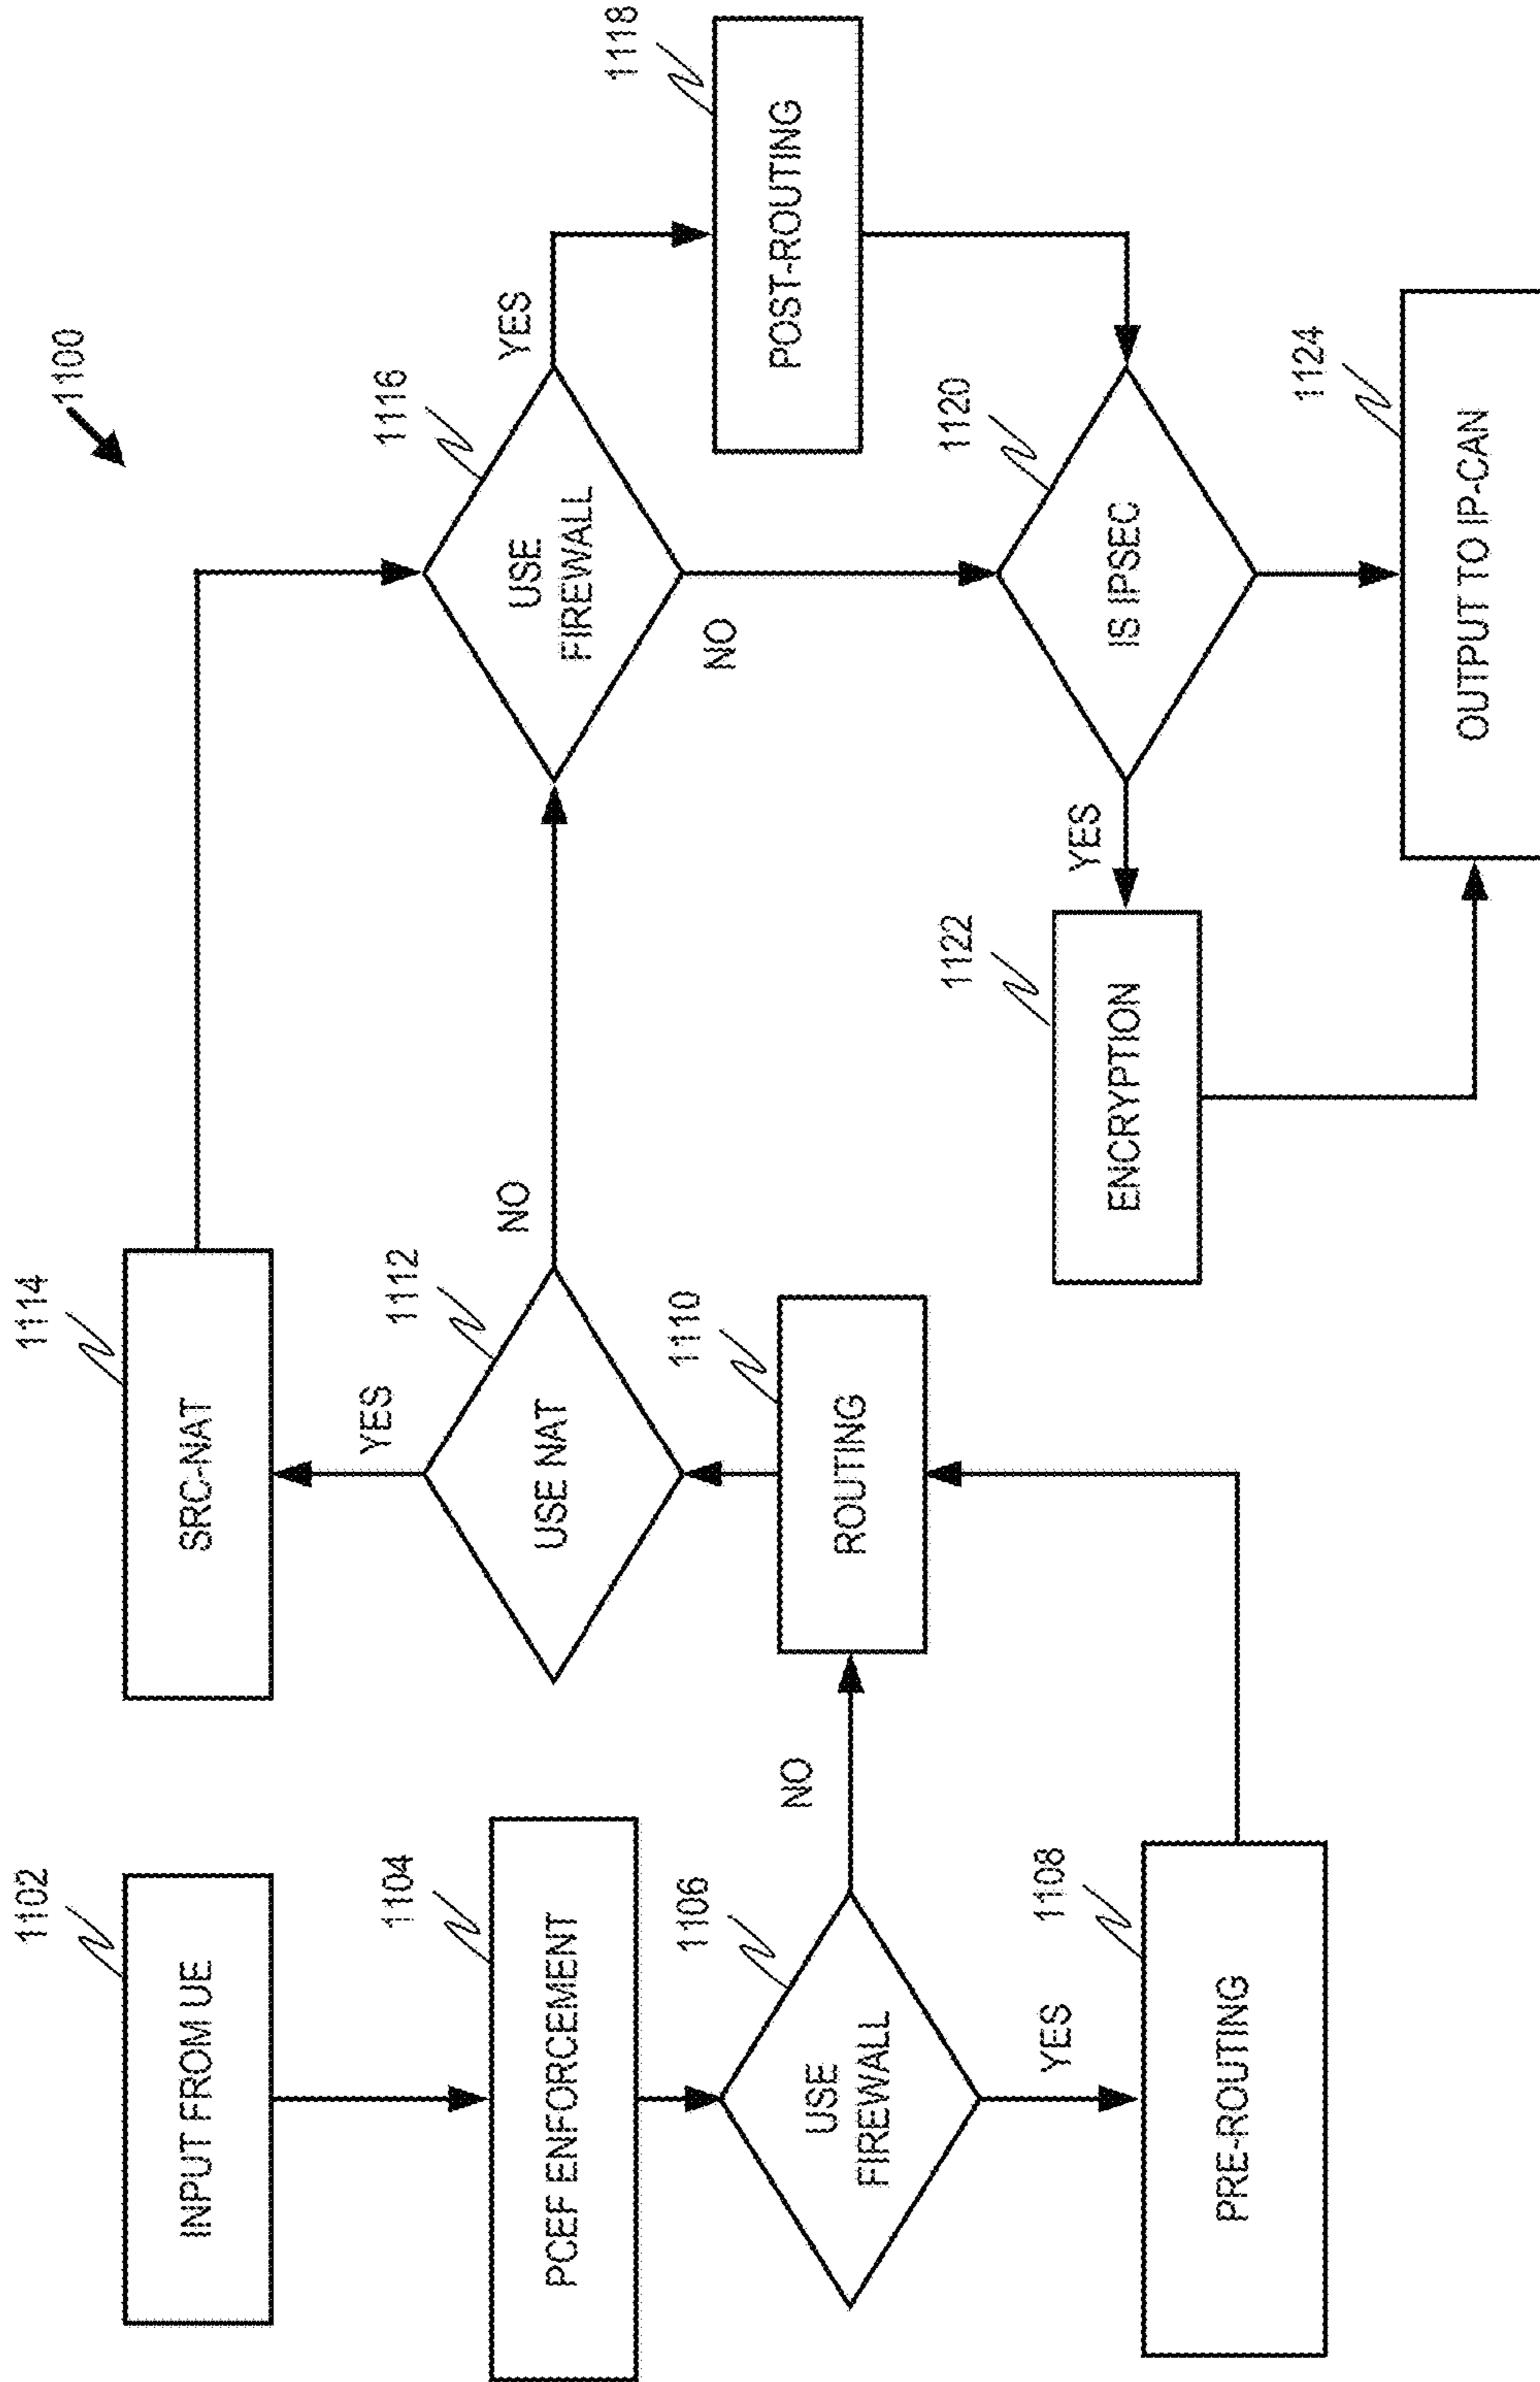 1100
1102
INPUT FROM UE
1104
PCEF ENFORCEMENT
1106
USE
FIREWALL
NO
YES
1108
PRE-ROUTING
1110
ROUTING
1112
USE NAT
YES
NO
1114
SRC-NAT
1116
USE
FIREWALL
YES
NO
1118
POST-ROUTING
1120
IS IPSEC
YES
1122
ENCRYPTION
1124
OUTPUT TO IP-CAN